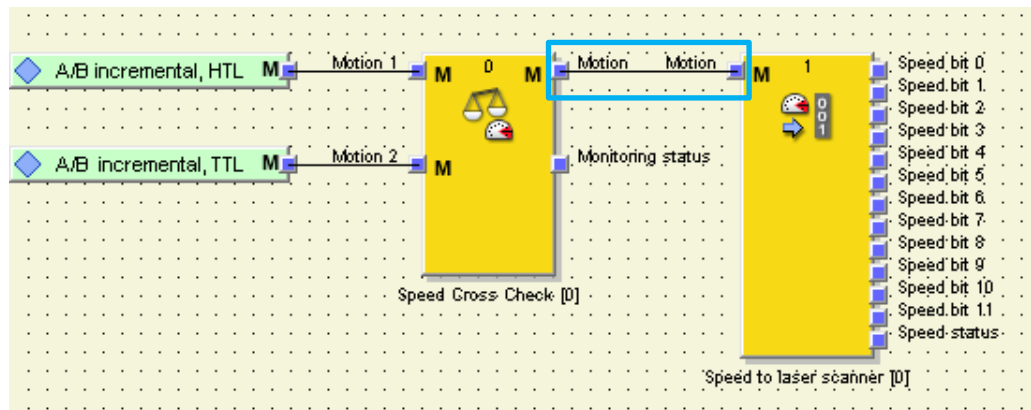 A/B incremental, HTL M
Motion 1
M 0 M
Motion Motion
M 1
0
0
1
A/B incremental, TTL M
Motion 2
M
Monitoring status
Speed Cross Check [0]
Speed bit 0
Speed bit 1
Speed bit 2
Speed bit 3
Speed bit 4
Speed bit 5
Speed bit 6
Speed bit 7
Speed bit 8
Speed bit 9
Speed bit 10
Speed bit 11
Speed status
Speed to laser scanner [0]